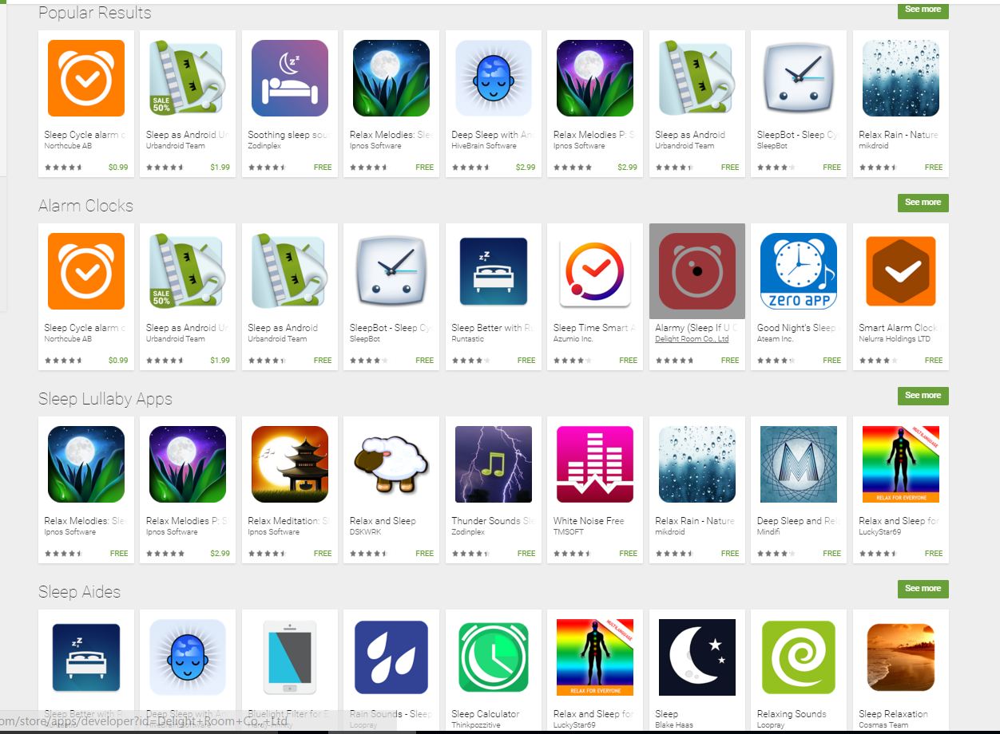 Popular Results
See more
SALE 50%
Sleep Cycle alarm c
Northcube AB
$0.99
Sleep as Android Un
Urbandroid Team
$1.99
Soothing sleep sou
Zodinplex
FREE
Relax Melodies: Sle
Ipnos Software
FREE
Deep Sleep with An
HiveBrain Software
$2.99
Relax Melodies P: S
Ipnos Software
$2.99
Sleep as Android
Urbandroid Team
FREE
SleepBot - Sleep Cy
SleepBot
FREE
Relax Rain - Nature
mikdroid
FREE
Alarm Clocks
See more
Sleep Cycle alarm c
Northcube AB
$0.99
SALE 50%
Sleep as Android Un
Urbandroid Team
$1.99
Sleep as Android
Urbandroid Team
FREE
SleepBot - Sleep Cy
SleepBot
FREE
Sleep Better with R
Runtastic
FREE
Sleep Time Smart A
Azumio Inc.
FREE
Alarmy (Sleep If U C
Delight Room Co., Ltd
FREE
zero app
Good Night's Sleep
Ateam Inc.
FREE
Smart Alarm Clock
Nelurra Holdings LTD
FREE
Sleep Lullaby Apps
See more
Relax Melodies: Sle
Ipnos Software
FREE
Relax Melodies P: S
Ipnos Software
$2.99
Relax Meditation: S
Ipnos Software
FREE
Relax and Sleep
DSKWRK
FREE
Thunder Sounds Sle
Zodinplex
FREE
White Noise Free
TMSOFT
FREE
Relax Rain - Nature
mikdroid
FREE
Deep Sleep and Rel
Mindifi
FREE
MULTILANGUAGE
RELAX FOR EVERYONE
Relax and Sleep for
LuckyStar69
FREE
Sleep Aides
See more
Sleep Better with R
Runtastic
Deep Sleep with An
HiveBrain Software
Bluelight Filter for E
Hardy-infinity
Rain Sounds - Sleep
Loopray
Sleep Calculator
Thinkpozzitive
MULTILANGUAGE
RELAX FOR EVERYONE
Relax and Sleep for
LuckyStar69
Sleep
Blake Haas
Relaxing Sounds
Loopray
Sleep Relaxation
Cosmas Team
om/store/apps/developer?id=Delight+Room+Co.,+Ltd